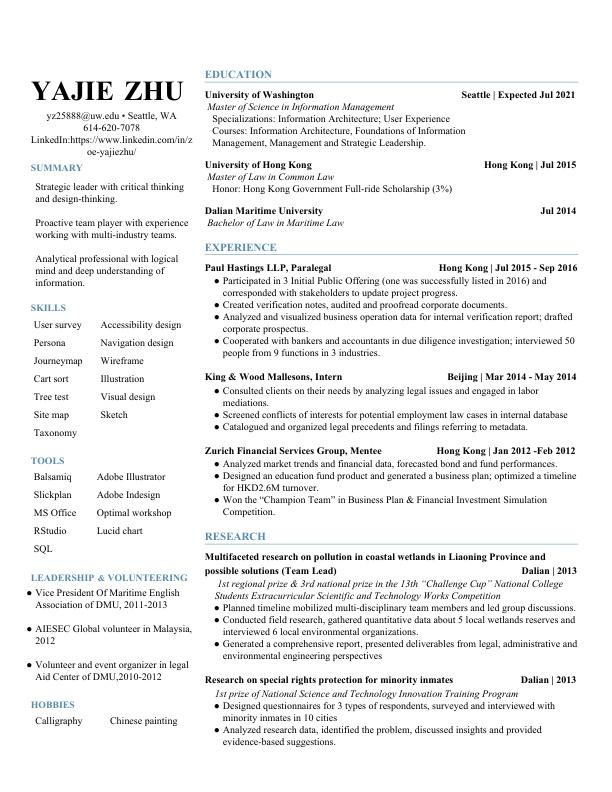 YAJIE ZHU
yz25888@uw.edu • Seattle, WA
614-620-7078
LinkedIn:https://www.linkedin.com/in/z
oe-yajiezhu/
SUMMARY
Strategic leader with critical thinking
and design-thinking.
Proactive team player with experience
working with multi-industry teams.
Analytical professional with logical
mind and deep understanding of
information.
SKILLS
User survey Accessibility design
Persona Navigation design
Journeymap Wireframe
Cart sort Illustration
Tree test Visual design
Site map Sketch
Taxonomy
TOOLS
Balsamiq Adobe Illustrator
Slickplan Adobe Indesign
MS Office Optimal workshop
RStudio Lucid chart
SQL
LEADERSHIP & VOLUNTEERING
● Vice President Of Maritime English
Association of DMU, 2011-2013
● AIESEC Global volunteer in Malaysia,
2012
● Volunteer and event organizer in legal
Aid Center of DMU,2010-2012
HOBBIES
Calligraphy Chinese painting
EDUCATION
University of Washington Seattle | Expected Jul 2021
Master of Science in Information Management
Specializations: Information Architecture; User Experience
Courses: Information Architecture, Foundations of Information
Management, Management and Strategic Leadership.
University of Hong Kong Hong Kong | Jul 2015
Master of Law in Common Law
Honor: Hong Kong Government Full-ride Scholarship (3%)
Dalian Maritime University Jul 2014
Bachelor of Law in Maritime Law
EXPERIENCE
Paul Hastings LLP, Paralegal Hong Kong | Jul 2015 - Sep 2016
● Participated in 3 Initial Public Offering (one was successfully listed in 2016) and
corresponded with stakeholders to update project progress.
● Created verification notes, audited and proofread corporate documents.
● Analyzed and visualized business operation data for internal verification report; drafted
corporate prospectus.
● Cooperated with bankers and accountants in due diligence investigation; interviewed 50
people from 9 functions in 3 industries.
King & Wood Mallesons, Intern Beijing | Mar 2014 - May 2014
● Consulted clients on their needs by analyzing legal issues and engaged in labor
mediations.
● Screened conflicts of interests for potential employment law cases in internal database
● Catalogued and organized legal precedents and filings referring to metadata.
Zurich Financial Services Group, Mentee Hong Kong | Jan 2012 -Feb 2012
● Analyzed market trends and financial data, forecasted bond and fund performances.
● Designed an education fund product and generated a business plan; optimized a timeline
for HKD2.6M turnover.
● Won the “Champion Team” in Business Plan & Financial Investment Simulation
Competition.
RESEARCH
Multifaceted research on pollution in coastal wetlands in Liaoning Province and
possible solutions (Team Lead) Dalian | 2013
1st regional prize & 3rd national prize in the 13th “Challenge Cup” National College
Students Extracurricular Scientific and Technology Works Competition
● Planned timeline mobilized multi-disciplinary team members and led group discussions.
● Conducted field research, gathered quantitative data about 5 local wetlands reserves and
interviewed 6 local environmental organizations.
● Generated a comprehensive report, presented deliverables from legal, administrative and
environmental engineering perspectives
Research on special rights protection for minority inmates Dalian | 2013
1st prize of National Science and Technology Innovation Training Program
● Designed questionnaires for 3 types of respondents, surveyed and interviewed with
minority inmates in 10 cities
● Analyzed research data, identified the problem, discussed insights and provided
evidence-based suggestions.